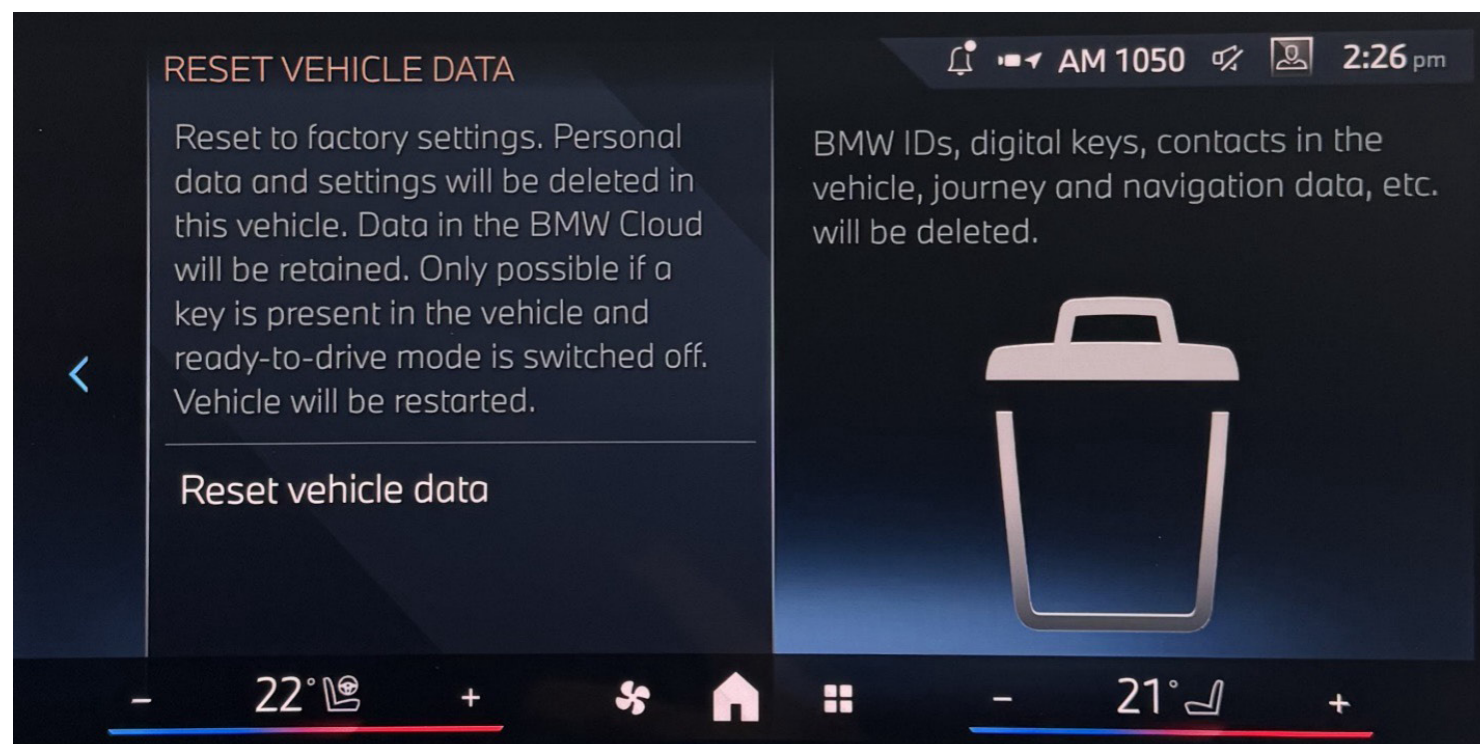 RESET VEHICLE DATA
AM 1050
2:26 pm
Reset to factory settings. Personal
data and settings will be deleted in
this vehicle. Data in the BMW Cloud
will be retained. Only possible if a
key is present in the vehicle and
ready-to-drive mode is switched off.
Vehicle will be restarted.
Reset vehicle data
BMW IDs, digital keys, contacts in the
vehicle, journey and navigation data, etc.
will be deleted.
− 22° +
− 21° +